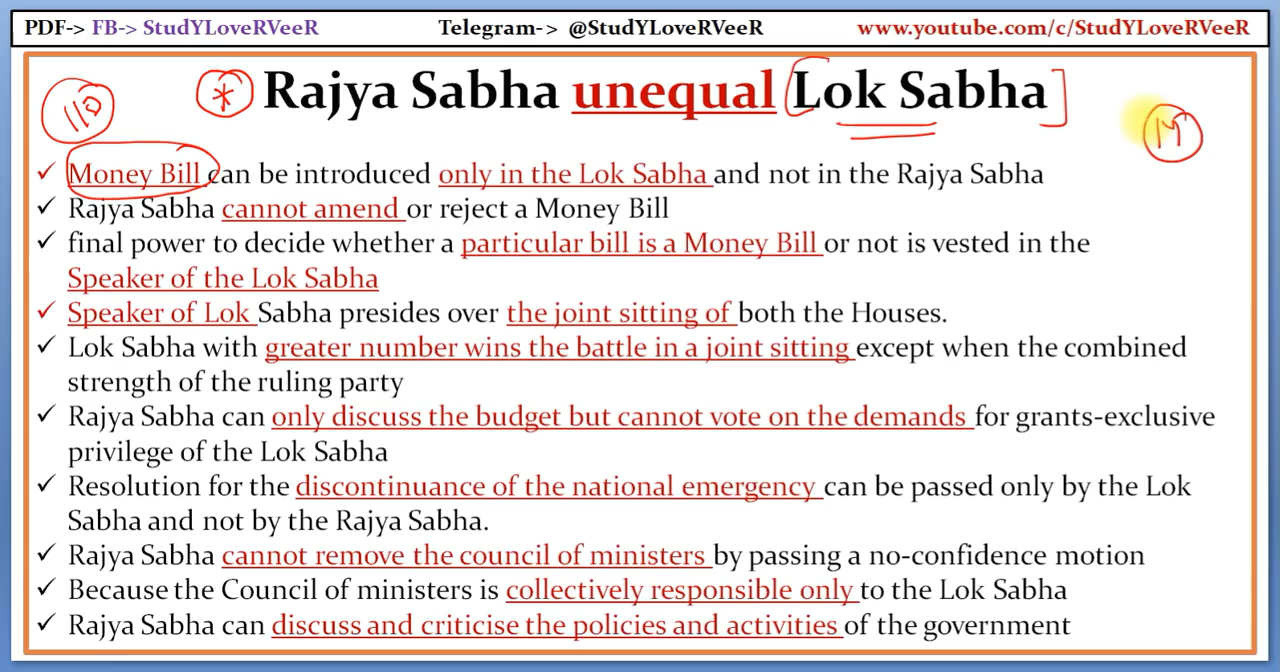 PDF-> FB-> StudYLoveRVeeR Telegram-> @StudYLoveRVeeR www.youtube.com/c/StudYLoveRVeeR
Rajya Sabha unequal Lok Sabha
110
14
Money Bill can be introduced only in the Lok Sabha and not in the Rajya Sabha
Rajya Sabha cannot amend or reject a Money Bill
final power to decide whether a particular bill is a Money Bill or not is vested in the
Speaker of the Lok Sabha
Speaker of Lok Sabha presides over the joint sitting of both the Houses.
Lok Sabha with greater number wins the battle in a joint sitting except when the combined
strength of the ruling party
Rajya Sabha can only discuss the budget but cannot vote on the demands for grants-exclusive
privilege of the Lok Sabha
Resolution for the discontinuance of the national emergency can be passed only by the Lok
Sabha and not by the Rajya Sabha.
Rajya Sabha cannot remove the council of ministers by passing a no-confidence motion
Because the Council of ministers is collectively responsible only to the Lok Sabha
Rajya Sabha can discuss and criticise the policies and activities of the government